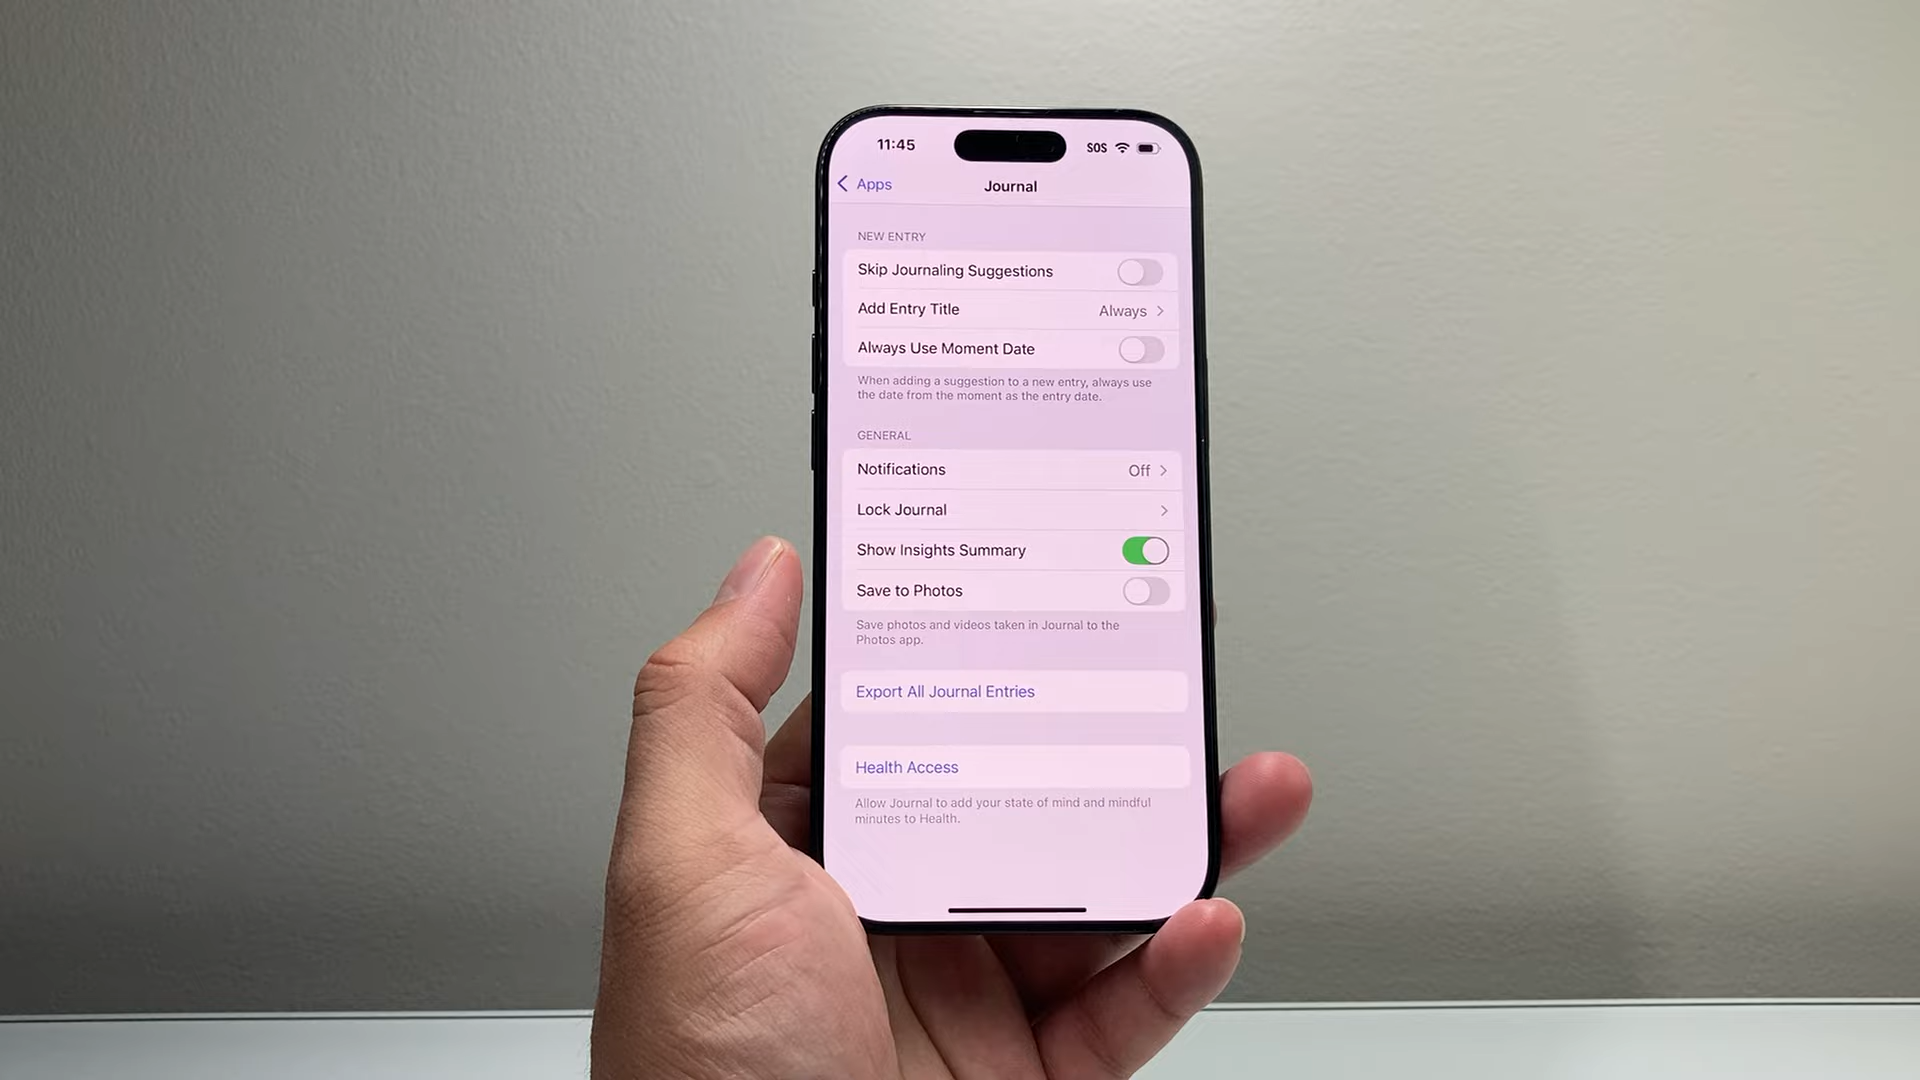 11:45
SOS
Apps
Journal
NEW ENTRY
Skip Journaling Suggestions
Add Entry Title Always
Always Use Moment Date
When adding a suggestion to a new entry, always use
the date from the moment as the entry date.
GENERAL
Notifications Off
Lock Journal
Show Insights Summary
Save to Photos
Save photos and videos taken in Journal to the
Photos app.
Export All Journal Entries
Health Access
Allow Journal to add your state of mind and mindful
minutes to Health.